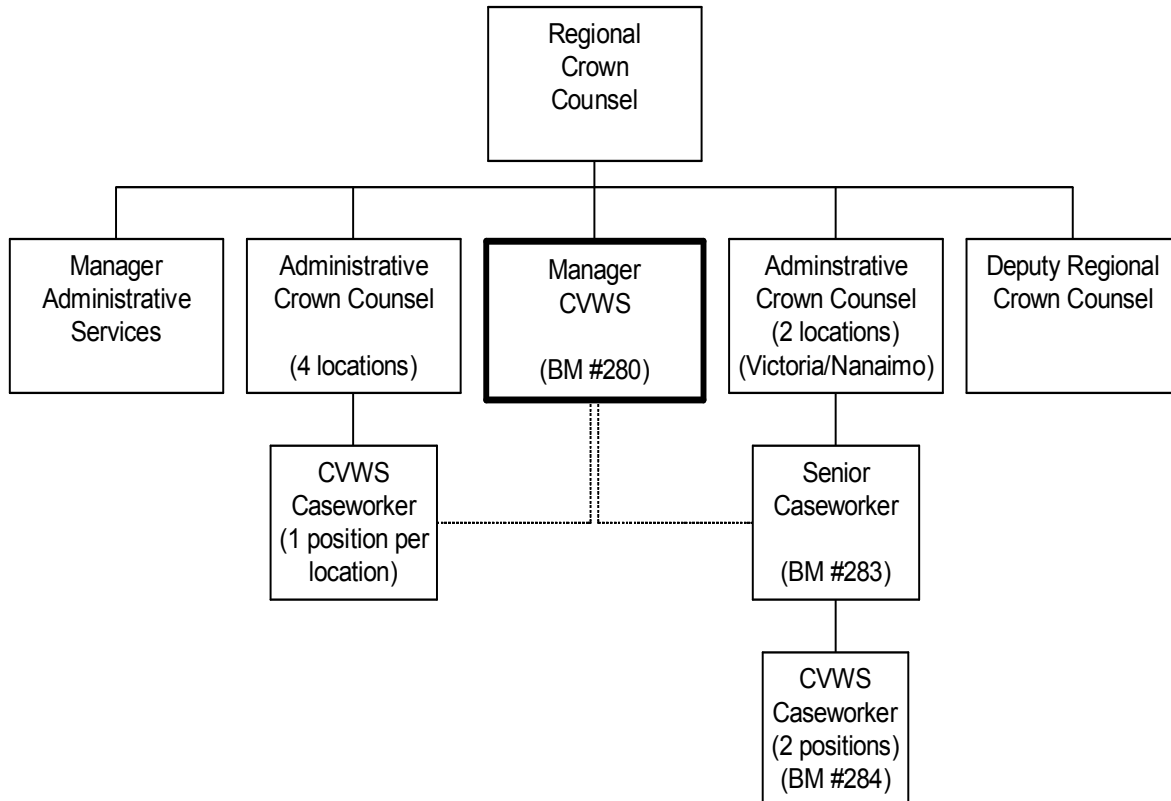 Regional
Crown
Counsel
Manager
Administrative
Services
Administrative
Crown Counsel
(4 locations)
Manager
CVWS
(BM #280)
Adminstrative
Crown Counsel
(2 locations)
(Victoria/Nanaimo)
Deputy Regional
Crown Counsel
CVWS
Caseworker
(1 position per
location)
Senior
Caseworker
(BM #283)
CVWS
Caseworker
(2 positions)
(BM #284)